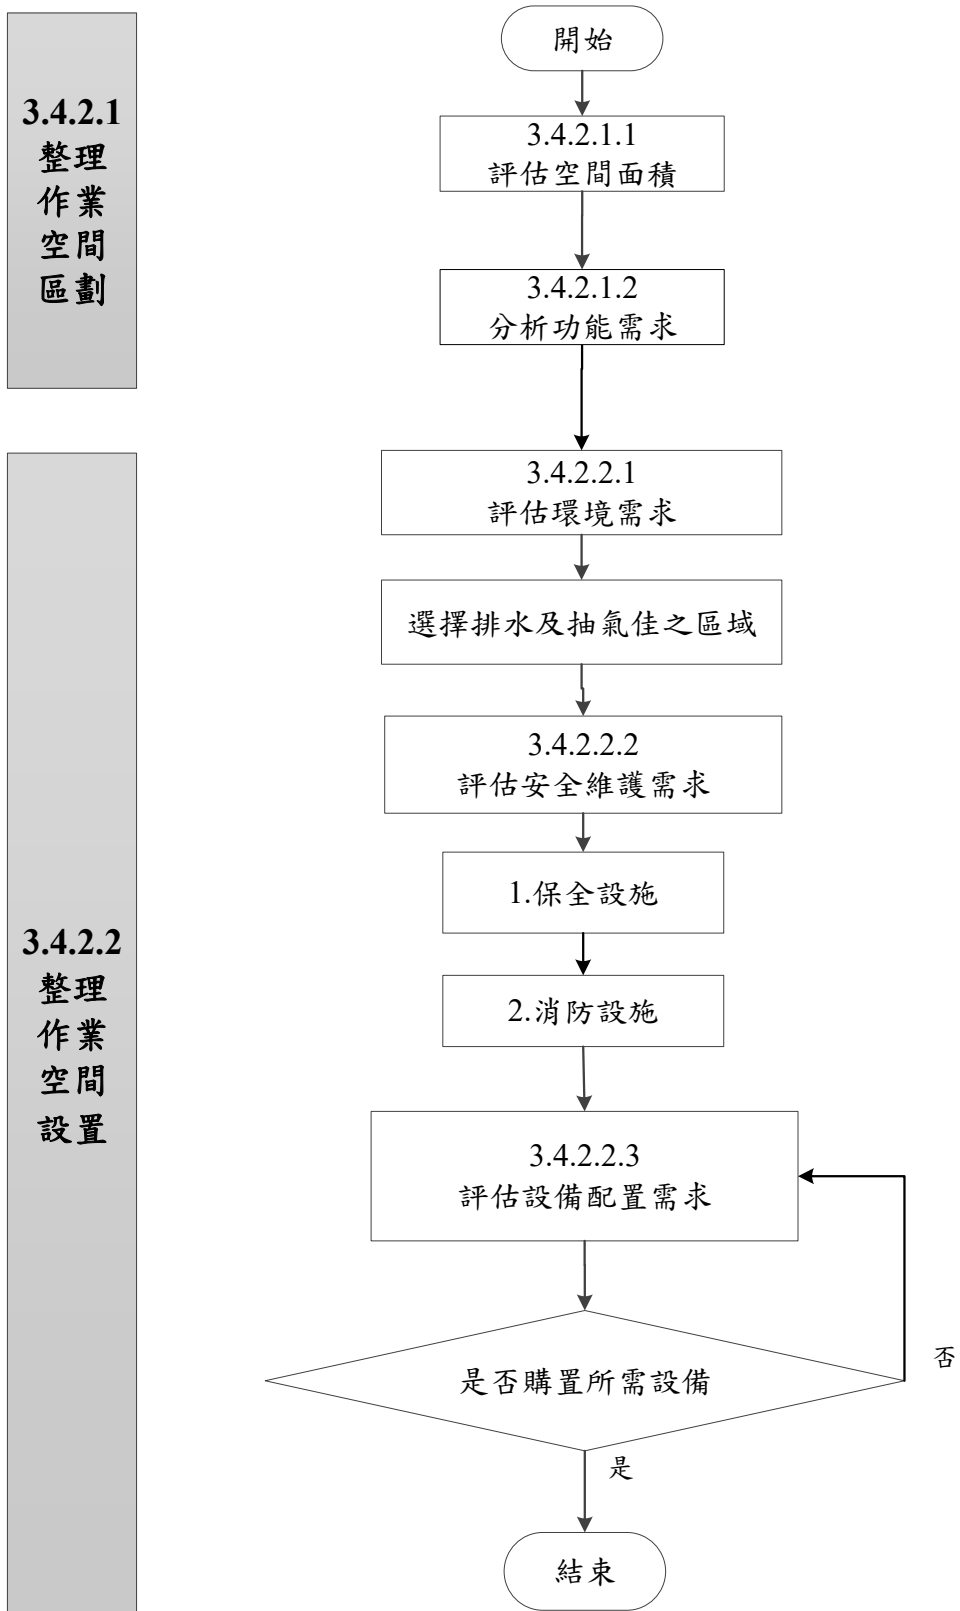 3.4.2.1
整理
作業
空間
區劃
開始
3.4.2.1.1
評估空間面積
3.4.2.1.2
分析功能需求
3.4.2.2
整理
作業
空間
設置
3.4.2.2.1
評估環境需求
選擇排水及抽氣佳之區域
3.4.2.2.2
評估安全維護需求
1.保全設施
2.消防設施
3.4.2.2.3
評估設備配置需求
是否購置所需設備
否
是
結束